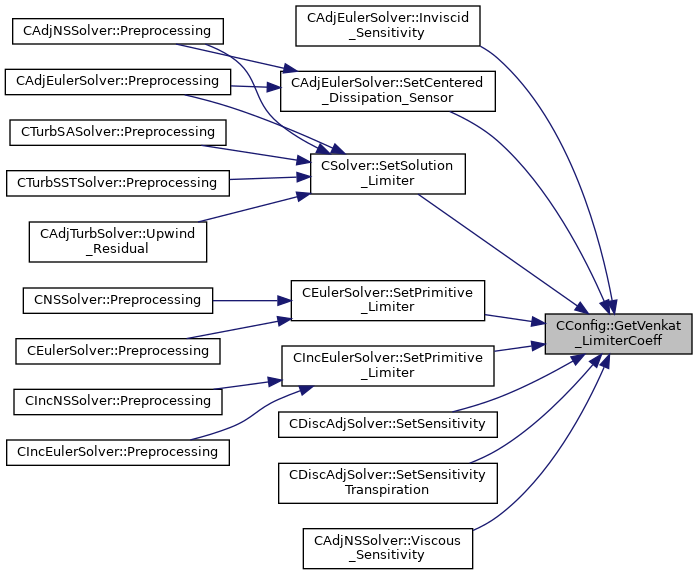 CAdjEulerSolver::Inviscid
_Sensitivity
CAdjNSSolver::Preprocessing
CAdjEulerSolver::Preprocessing
CAdjEulerSolver::SetCentered
_Dissipation_Sensor
CTurbSASolver::Preprocessing
CSolver::SetSolution
_Limiter
CTurbSSTSolver::Preprocessing
CAdjTurbSolver::Upwind
_Residual
CNSSolver::Preprocessing
CEulerSolver::SetPrimitive
_Limiter
CConfig::GetVenkat
_LimiterCoeff
CEulerSolver::Preprocessing
CIncEulerSolver::SetPrimitive
_Limiter
CIncNSSolver::Preprocessing
CDiscAdjSolver::SetSensitivity
CIncEulerSolver::Preprocessing
CDiscAdjSolver::SetSensitivity
Transpiration
CAdjNSSolver::Viscous
_Sensitivity